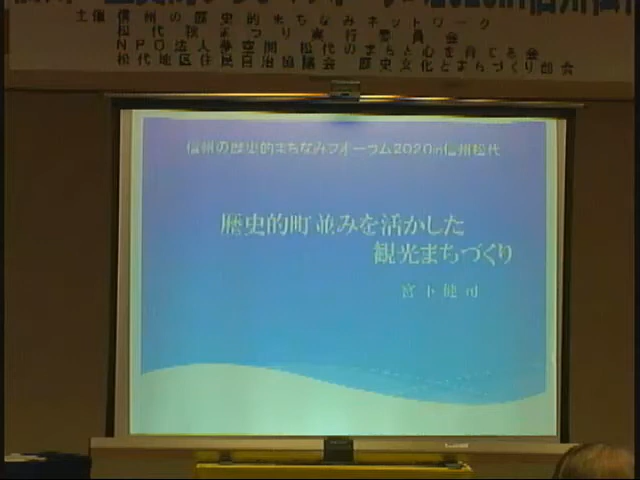 主催 信州の歴史的まちなみネットワーク
松代秋まつり実行委員会
NPO法人夢空間 松代のまちと心を育てる会
松代地区住民自治協議会 歴史文化とまちづくり部会
信州の歴史的まちなみフォーラム2020in信州松代
歴史的町並みを活かした
観光まちづくり
宮下健司